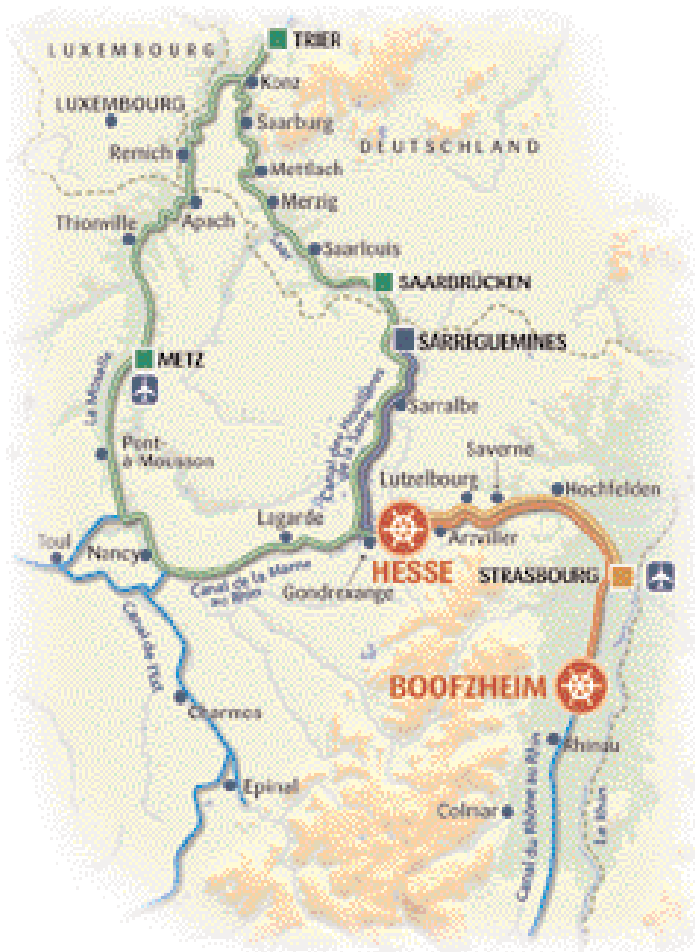 TRIER
LUXEMBOURG
Konz
LUXEMBOURG
Saarburg
DEUTSCHLAND
Remich
Mettlach
Merzig
Thionville
Apach
Saar
Saarlouis
SAARBRÜCKEN
SARREGUEMINES
METZ
La Moselle
Canal des Houillères
de la Sarre
Sarralbe
Pont-
à-Mousson
Saverne
Lutzelbourg
Hochfelden
Lagarde
Arzviller
Toul
Nancy
HESSE
STRASBOURG
Canal de la Marne
au Rhin
Gondrexange
Canal de l'Est
BOOFZHEIM
Charmes
Rhinau
Epinal
Colmar
Canal du Rhône au Rhin
Le Rhin